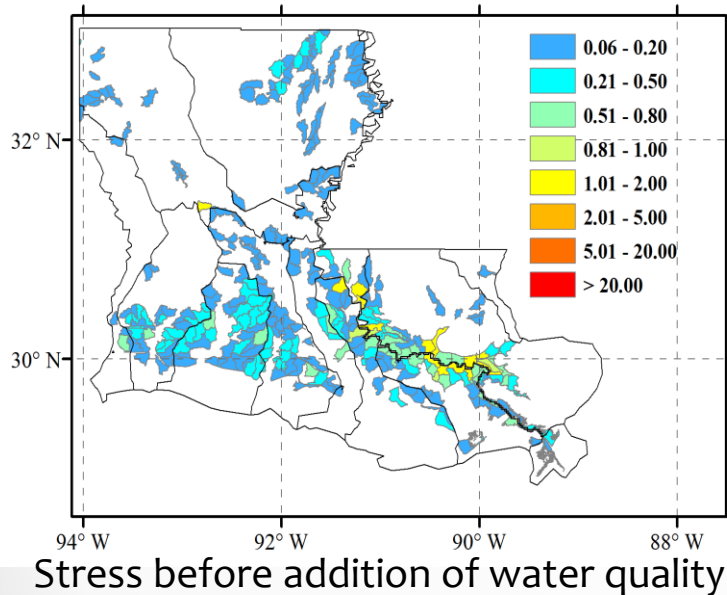 0.06 - 0.20
0.21 - 0.50
0.51 - 0.80
0.81 - 1.00
1.01 - 2.00
2.01 - 5.00
5.01 - 20.00
> 20.00
32° N
30° N
94° W 92° W 90° W 88° W
Stress before addition of water quality